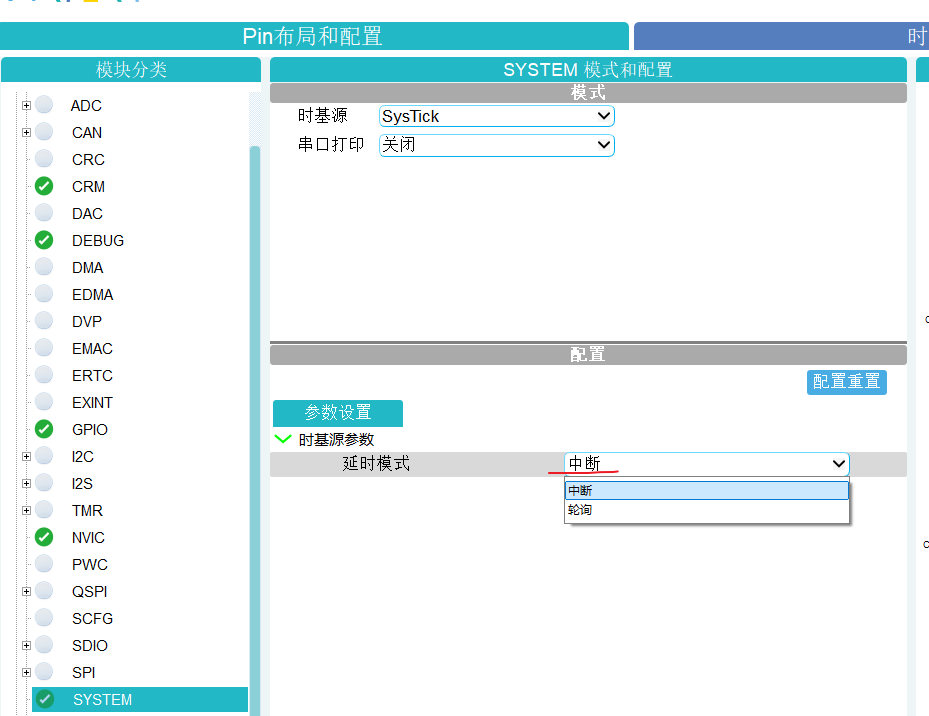 Pin布局和配置
时
模块分类
SYSTEM 模式和配置
模式
时基源
SysTick
串口打印
关闭
ADC
CAN
CRC
CRM
DAC
DEBUG
DMA
EDMA
DVP
EMAC
ERTC
EXINT
GPIO
I2C
I2S
TMR
NVIC
PWC
QSPI
SCFG
SDIO
SPI
SYSTEM
配置
配置重置
参数设置
时基源参数
延时模式
中断
中断
轮询